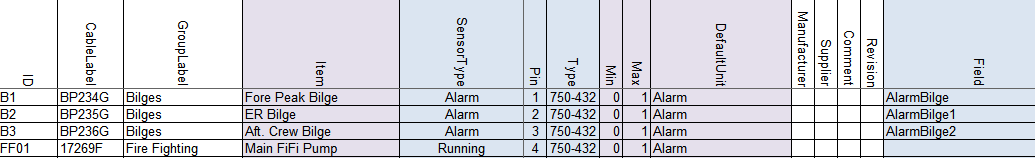 ID CableLabel GroupLabel Item SensorType Pin Type Min Max DefaultUnit Manufacturer Supplier Comment Revision Field
B1 BP234G Bilges Fore Peak Bilge Alarm 1 750-432 0 1 Alarm AlarmBilge
B2 BP235G Bilges ER Bilge Alarm 2 750-432 0 1 Alarm AlarmBilge1
B3 BP236G Bilges Aft. Crew Bilge Alarm 3 750-432 0 1 Alarm AlarmBilge2
FF01 17269F Fire Fighting Main FiFi Pump Running 4 750-432 0 1 Alarm